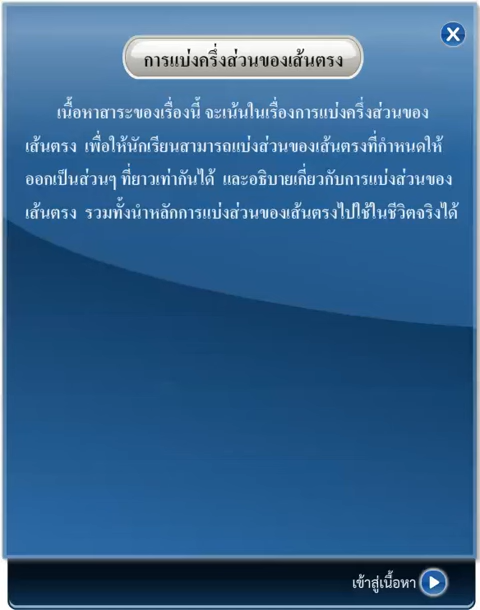 การแบ่งครึ่งส่วนของเส้นตรง
เนื้อหาสาระของเรื่องนี้ จะเน้นในเรื่องการแบ่งครึ่งส่วนของ
เส้นตรง เพื่อให้นักเรียนสามารถแบ่งส่วนของเส้นตรงที่กำหนดให้
ออกเป็นส่วนๆ ที่ยาวเท่ากันได้ และอธิบายเกี่ยวกับการแบ่งส่วนของ
เส้นตรง รวมทั้งนำหลักการแบ่งส่วนของเส้นตรงไปใช้ในชีวิตจริงได้
เข้าสู่เนื้อหา